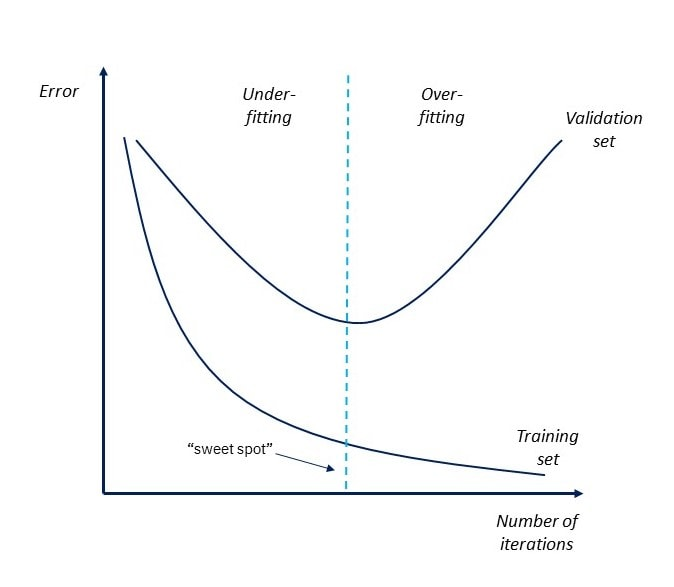 Error
Under-
fitting
Over-
fitting
Validation
set
“sweet spot”
Training
set
Number of
iterations